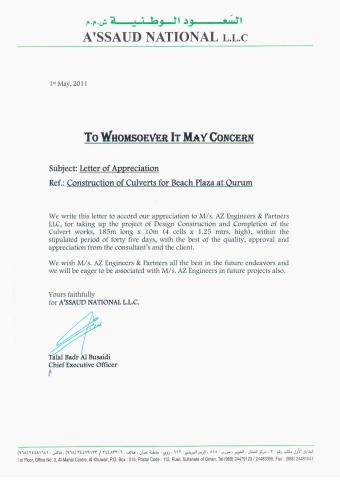 السّعـــود الـوطـنـيـــة ش.م.م
A'SSAUD NATIONAL L.L.C
1st May, 2011
TO WHOMSOEVER IT MAY CONCERN
Subject: Letter of Appreciation
Ref.: Construction of Culverts for Beach Plaza at Qurum
We write this letter to accord our appreciation to M/s. AZ Engineers & Partners
LLC, for taking up the project of Design Construction and Completion of the
Culvert works, 185m long x 10m (4 cells x 1.25 mtrs. high), within the
stipulated period of forty five days, with the best of the quality, approval and
appreciation from the consultant's and the client.
We wish M/s. AZ Engineers & Partners all the best in the future endeavors and
we will be eager to be associated with M/s. AZ Engineers in future projects also.
Yours faithfully
for A'SSAUD NATIONAL L.L.C.
Talal Badr Al Busaidi
Chief Executive Officer
1st Floor, Office No. 3, Al-Manal Centre, Al Khuwair, P.O. Box : 515, Postal Code : 112, Ruwi, Sultanate of Oman, Tel:(968) 24479123 / 24483306, Fax : (968) 24481641